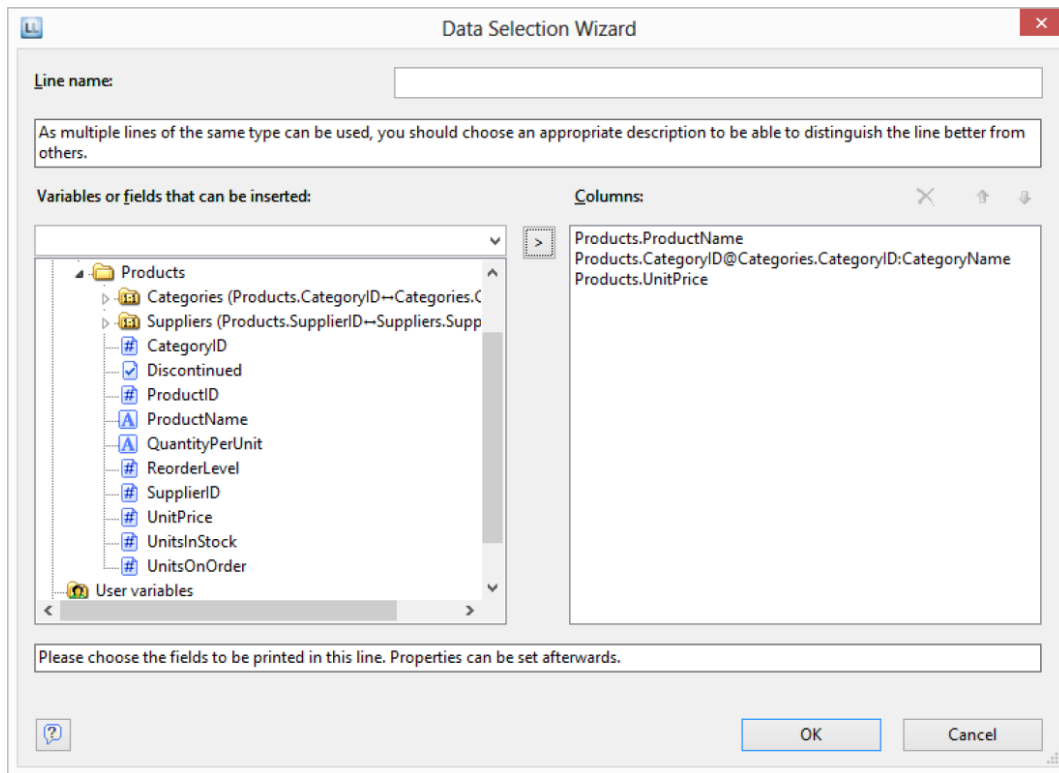 Data Selection Wizard
Line name:
As multiple lines of the same type can be used, you should choose an appropriate description to be able to distinguish the line better from
others.
Variables or fields that can be inserted:
Columns:
>
Products
Categories (Products.CategoryID↔Categories.C
Suppliers (Products.SupplierID↔Suppliers.Supp
CategoryID
Discontinued
ProductID
ProductName
QuantityPerUnit
ReorderLevel
SupplierID
UnitPrice
UnitsInStock
UnitsOnOrder
User variables
Products.ProductName
Products.CategoryID@Categories.CategoryID:CategoryName
Products.UnitPrice
Please choose the fields to be printed in this line. Properties can be set afterwards.
OK
Cancel